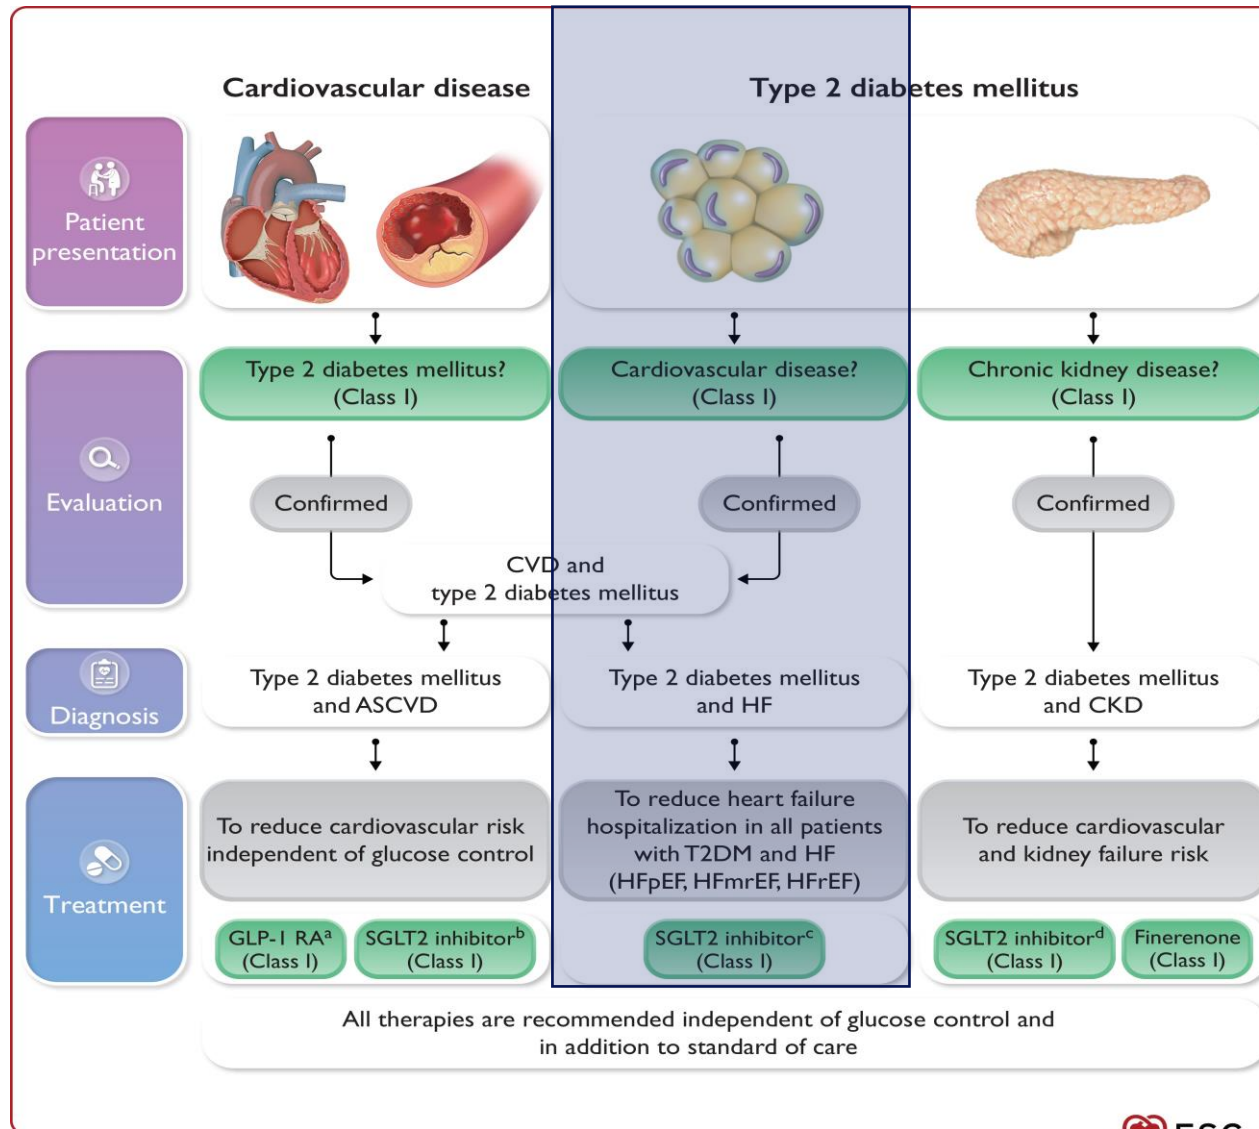 Cardiovascular disease
Type 2 diabetes mellitus
Patient
presentation
Type 2 diabetes mellitus?
(Class I)
Cardiovascular disease?
(Class I)
Chronic kidney disease?
(Class I)
Evaluation
Confirmed
Confirmed
Confirmed
CVD and
type 2 diabetes mellitus
Diagnosis
Type 2 diabetes mellitus
and ASCVD
Type 2 diabetes mellitus
and HF
Type 2 diabetes mellitus
and CKD
Treatment
To reduce cardiovascular risk
independent of glucose control
To reduce heart failure
hospitalization in all patients
with T2DM and HF
(HFpEF, HFmrEF, HFrEF)
To reduce cardiovascular
and kidney failure risk
GLP-1 RAᵃ
(Class I)
SGLT2 inhibitorᵇ
(Class I)
SGLT2 inhibitorᶜ
(Class I)
SGLT2 inhibitorᵈ
(Class I)
Finerenone
(Class I)
All therapies are recommended independent of glucose control and
in addition to standard of care
ESC